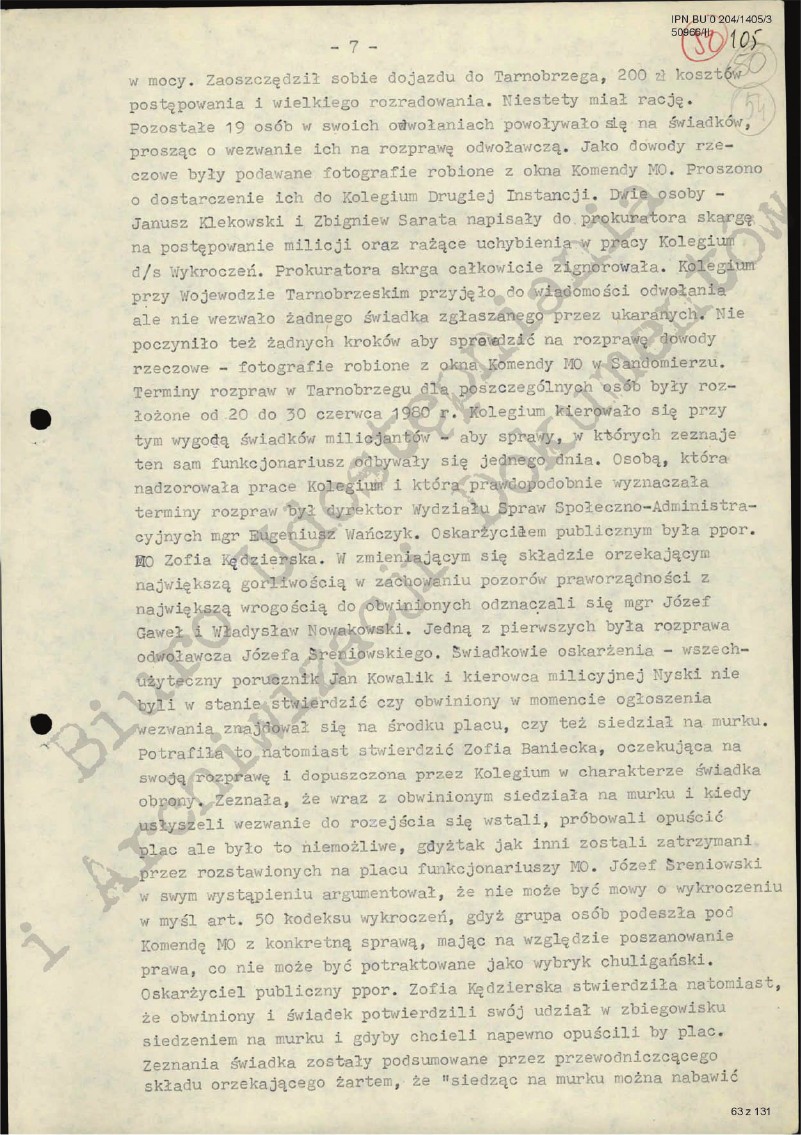 IPN BU 0 204/1405/3
50966/II
50 105
50
54
- 7 -
w mocy. Zaoszczędził sobie dojazdu do Tarnobrzega, 200 zł kosztów
postępowania i wielkiego rozradowania. Niestety miał rację.
Pozostałe 19 osób w swoich odwołaniach powoływało się na świadków,
prosząc o wezwanie ich na rozprawę odwoławczą. Jako dowody rze-
czowe były podawane fotografie robione z okna Komendy MO. Proszono
o dostarczenie ich do Kolegium Drugiej Instancji. Dwie osoby -
Janusz Klekowski i Zbigniew Sarata napisały do prokuratora skargę
na postępowanie milicji oraz rażące uchybienia w pracy Kolegium
d/s Wykroczeń. Prokuratora skrga całkowicie zignorowała. Kolegium
przy Wojewodzie Tarnobrzeskim przyjęło do wiadomości odwołania
ale nie wezwało żadnego świadka zgłaszanego przez ukaranych. Nie
poczyniło też żadnych kroków aby sprawdzić na rozprawę dowody
rzeczowe - fotografie robione z okna Komendy MO w Sandomierzu.
Terminy rozpraw w Tarnobrzegu dla poszczególnych osób były roz-
łożone od 20 do 30 czerwca 1980 r. Kolegium kierowało się przy
tym wygodą świadków milicjantów - aby sprawy, w których zeznaje
ten sam funkcjonariusz odbywały się jednego dnia. Osobą, która
nadzorowała prace Kolegium i która prawdopodobnie wyznaczała
terminy rozpraw był dyrektor Wydziału Spraw Społeczno-Administra-
cyjnych mgr Eugeniusz Wańczyk. Oskarżycielem publicznym była ppor.
MO Zofia Kędzierska. W zmieniającym się składzie orzekającym
największą gorliwością w zachowaniu pozorów praworządności z
największą wrogością do obwinionych odznaczali się mgr Józef
Gaweł i Władysław Nowakowski. Jedną z pierwszych była rozprawa
odwoławcza Józefa Śreniowskiego. Świadkowie oskarżenia - wszech-
użyteczny porucznik Jan Kowalik i kierowca milicyjnej Nyski nie
byli w stanie stwierdzić czy obwiniony w momencie ogłoszenia
wezwania znajdował się na środku placu, czy też siedział na murku.
Potrafiła to natomiast stwierdzić Zofia Baniecka, oczekująca na
swoją rozprawę i dopuszczona przez Kolegium w charakterze świadka
obrony. Zeznała, że wraz z obwinionym siedziała na murku i kiedy
usłyszeli wezwanie do rozejścia się wstali, próbowali opuścić
plac ale było to niemożliwe, gdyżtak jak inni zostali zatrzymani
przez rozstawionych na placu funkcjonariuszy MO. Józef Śreniowski
w swym wystąpieniu argumentował, że nie może być mowy o wykroczeniu
w myśl art. 50 kodeksu wykroczeń, gdyż grupa osób podeszła pod
Komendę MO z konkretną sprawą, mając na względzie poszanowanie
prawa, co nie może być potraktowane jako wybryk chuligański.
Oskarżyciel publiczny ppor. Zofia Kędzierska stwierdziła natomiast,
że obwiniony i świadek potwierdzili swój udział w zbiegowisku
siedzeniem na murku i gdyby chcieli napewno opuścili by plac.
Zeznania świadka zostały podsumowane przez przewodniczcącego
składu orzekającego żartem, że "siedząc na murku można nabawić
Biuro Udostępniania
i Archiwizacji Dokumentów
63 z 131